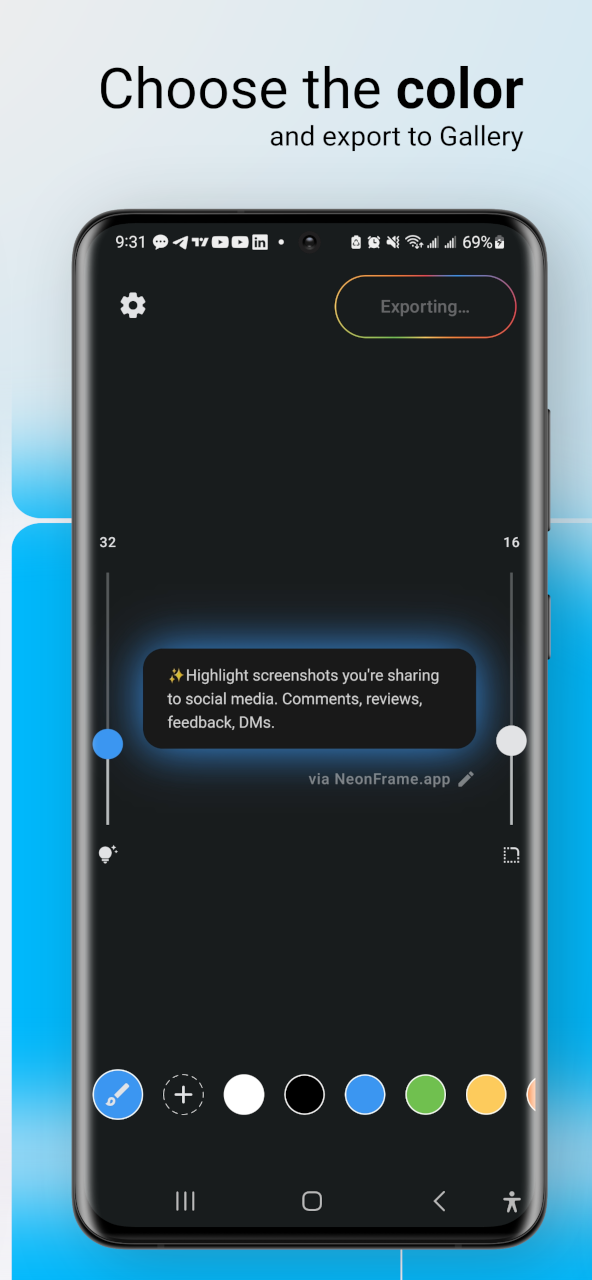 Choose the color
and export to Gallery
9:31
69%
Exporting...
32
16
✨Highlight screenshots you're sharing
to social media. Comments, reviews,
feedback, DMs.
via NeonFrame.app